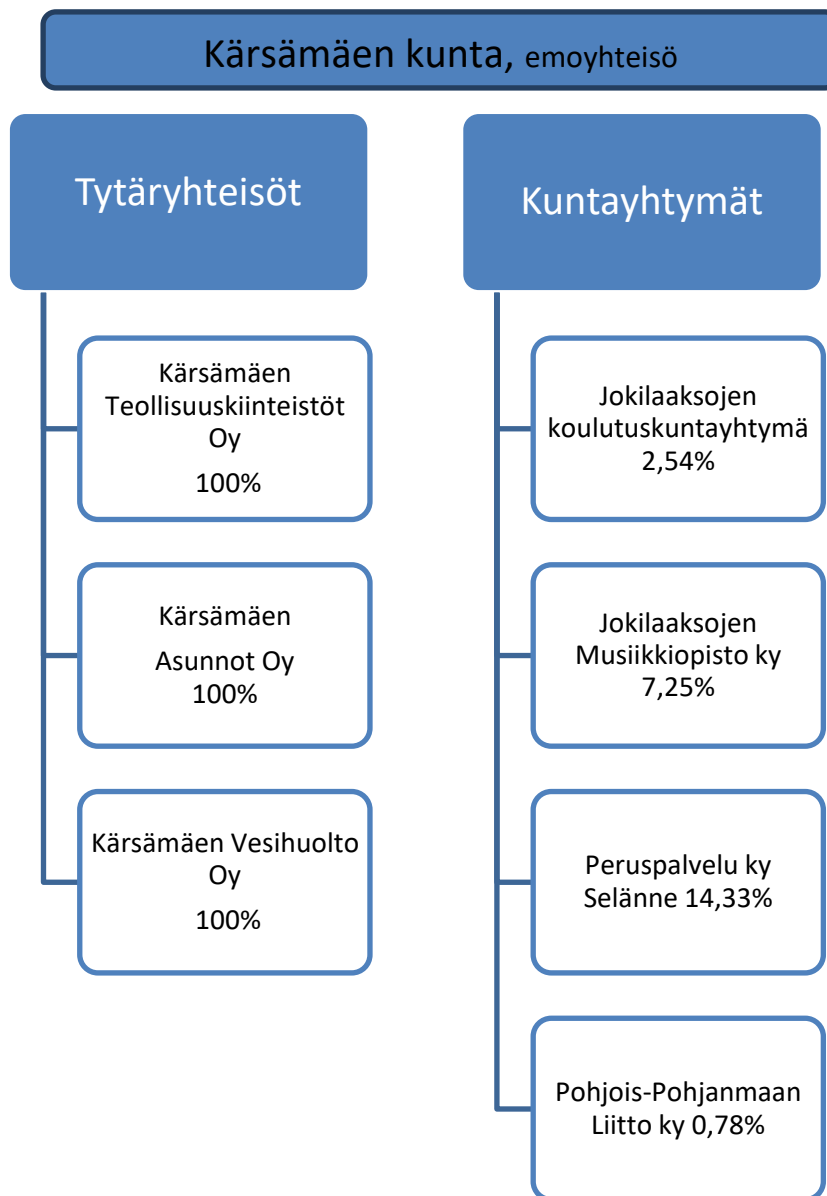 Kärsämäen kunta, emoyhteisö
Tytäryhteisöt
Kärsämäen
Teollisuuskiinteistöt
Oy
100%
Kärsämäen
Asunnot Oy
100%
Kärsämäen Vesihuolto
Oy
100%
Kuntayhtymät
Jokilaaksojen
koulutuskuntayhtymä
2,54%
Jokilaaksojen
Musiikkiopisto ky
7,25%
Peruspalvelu ky
Selänne 14,33%
Pohjois-Pohjanmaan
Liitto ky 0,78%